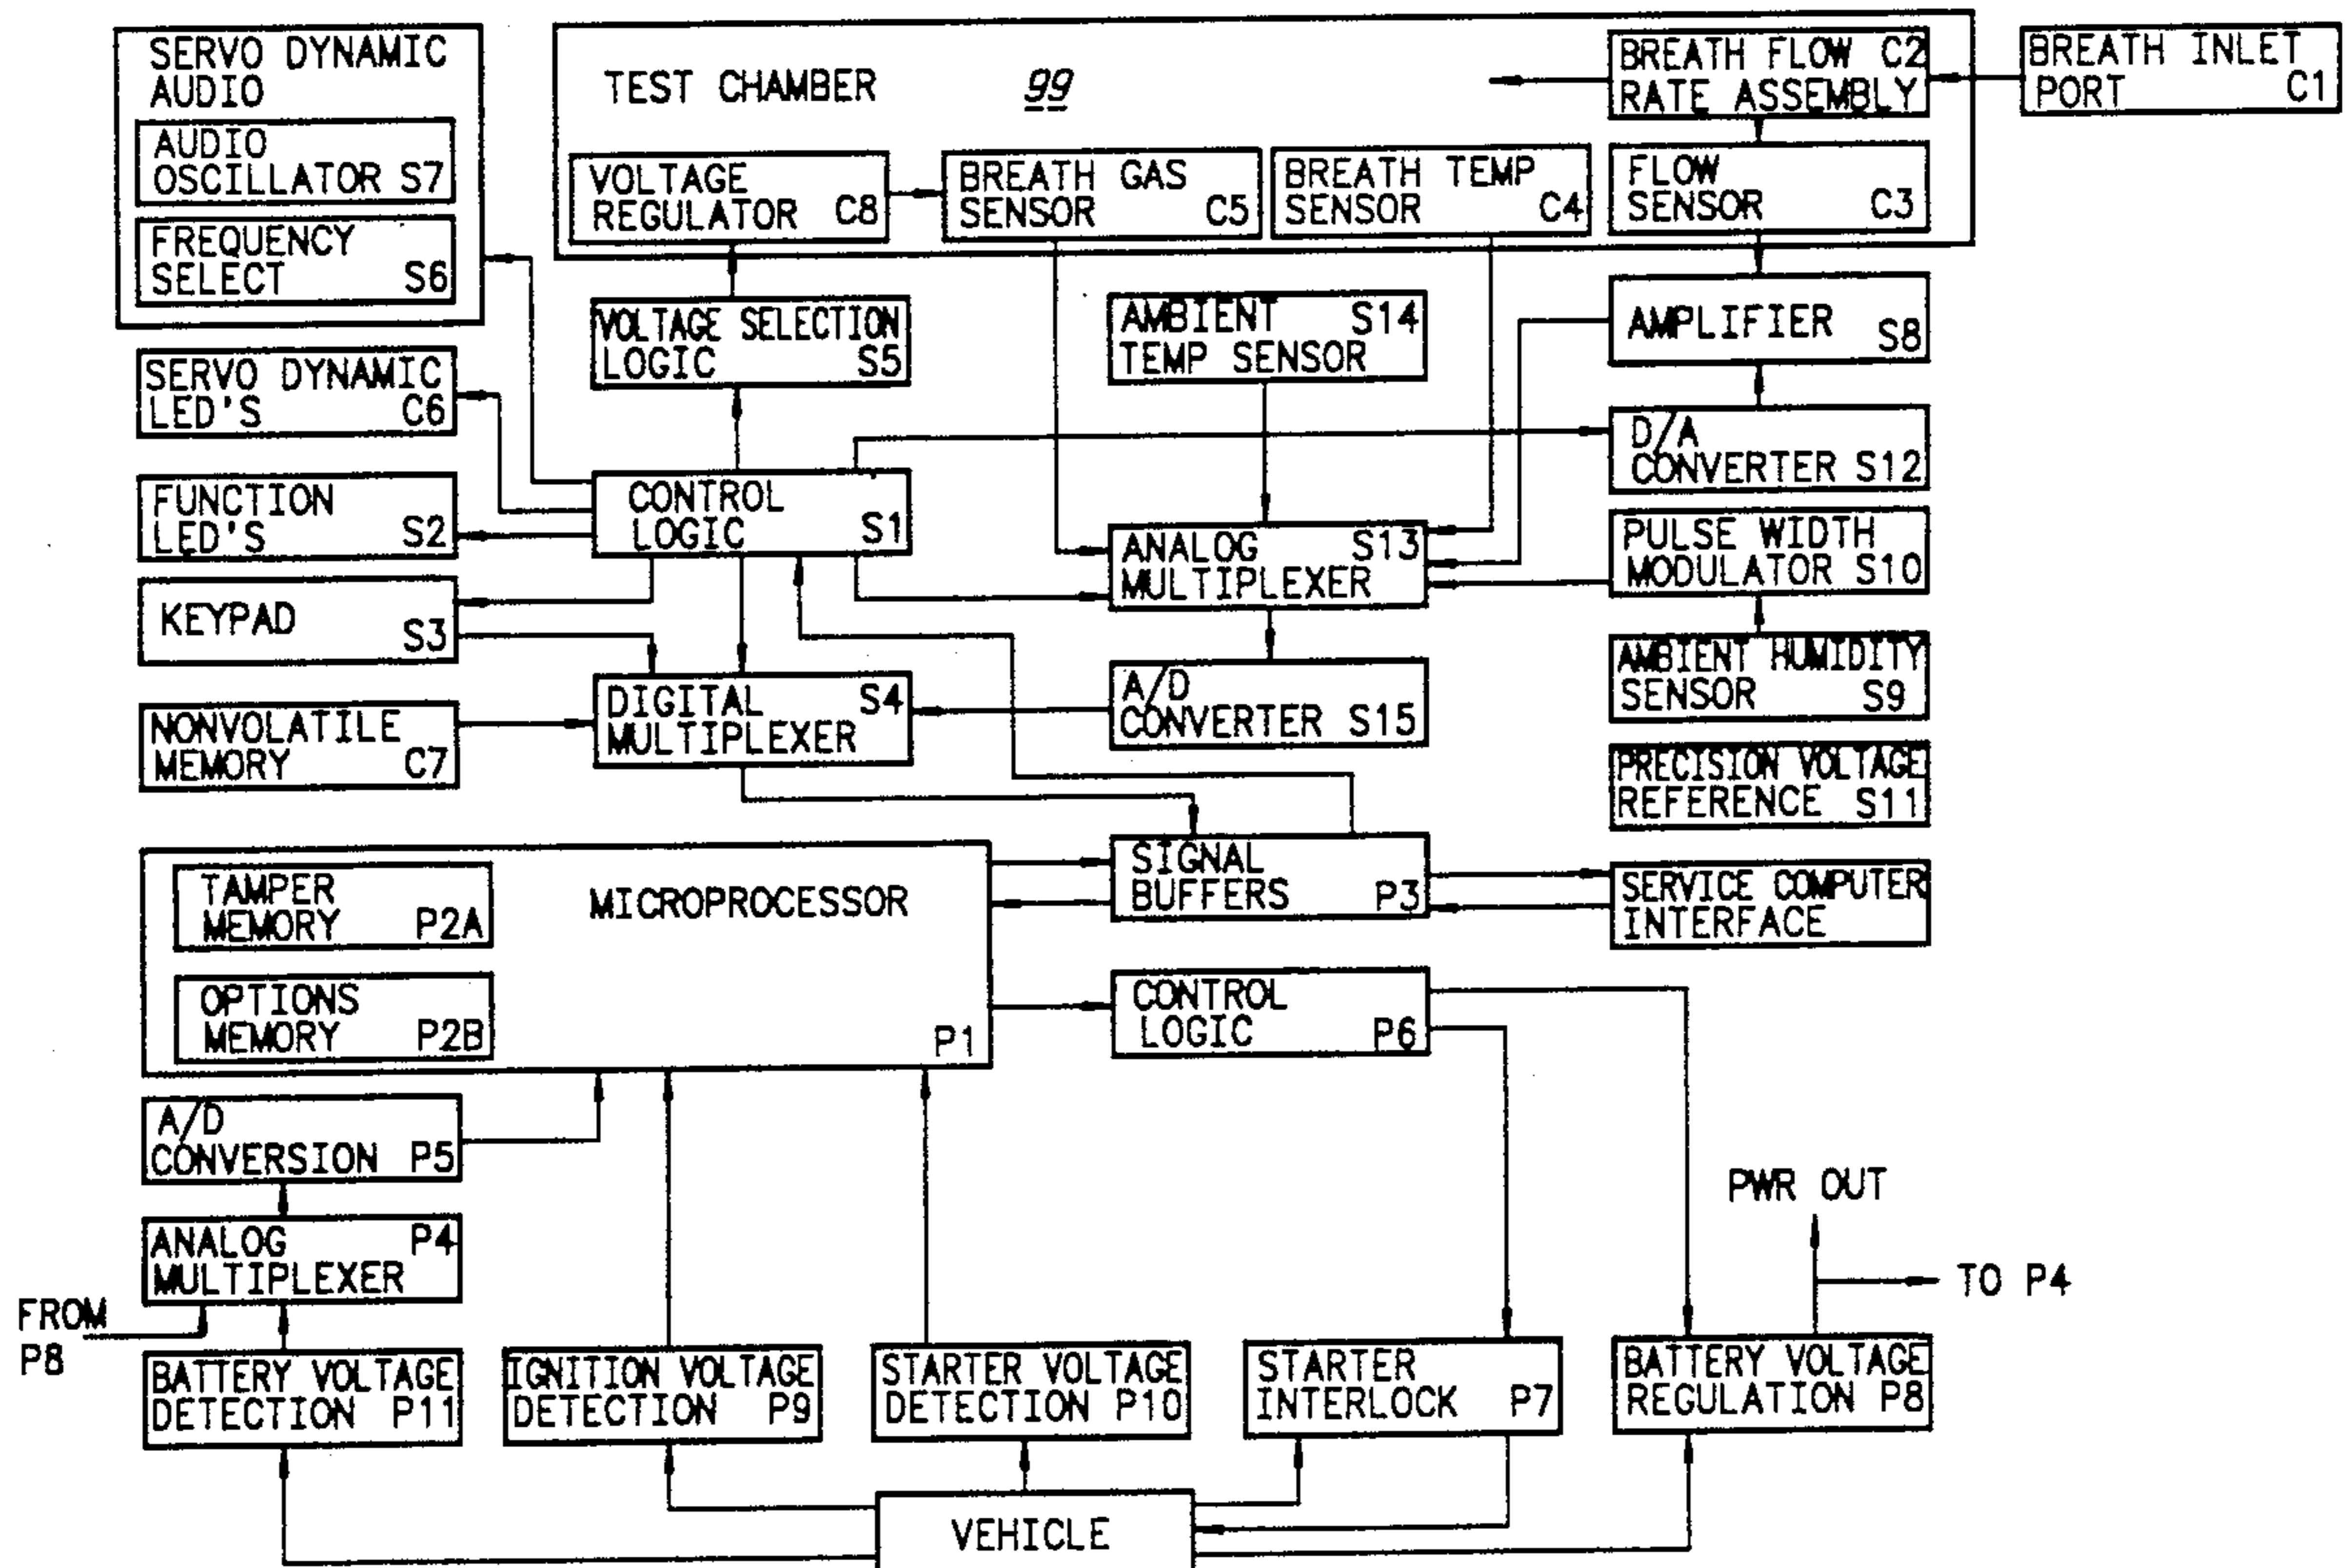 SERVO DYNAMIC
AUDIO
AUDIO
OSCILLATOR S7
FREQUENCY
SELECT S6
TEST CHAMBER 99
BREATH FLOW C2
RATE ASSEMBLY
BREATH INLET
PORT C1
VOLTAGE
REGULATOR C8
BREATH GAS
SENSOR C5
BREATH TEMP
SENSOR C4
FLOW
SENSOR C3
SERVO DYNAMIC
LED'S C6
VOLTAGE SELECTION
LOGIC S5
AMBIENT S14
TEMP SENSOR
AMPLIFIER S8
D/A
CONVERTER S12
FUNCTION
LED'S S2
CONTROL
LOGIC S1
ANALOG S13
MULTIPLEXER
PULSE WIDTH
MODULATOR S10
KEYPAD S3
AMBIENT HUMIDITY
SENSOR S9
NONVOLATILE
MEMORY C7
DIGITAL S4
MULTIPLEXER
A/D
CONVERTER S15
PRECISION VOLTAGE
REFERENCE S11
TAMPER
MEMORY P2A
MICROPROCESSOR
OPTIONS
MEMORY P2B
P1
SIGNAL
BUFFERS P3
SERVICE COMPUTER
INTERFACE
CONTROL
LOGIC P6
A/D
CONVERSION P5
ANALOG P4
MULTIPLEXER
PWR OUT
TO P4
FROM
P8
BATTERY VOLTAGE
DETECTION P11
IGNITION VOLTAGE
DETECTION P9
STARTER VOLTAGE
DETECTION P10
STARTER
INTERLOCK P7
BATTERY VOLTAGE
REGULATION P8
VEHICLE